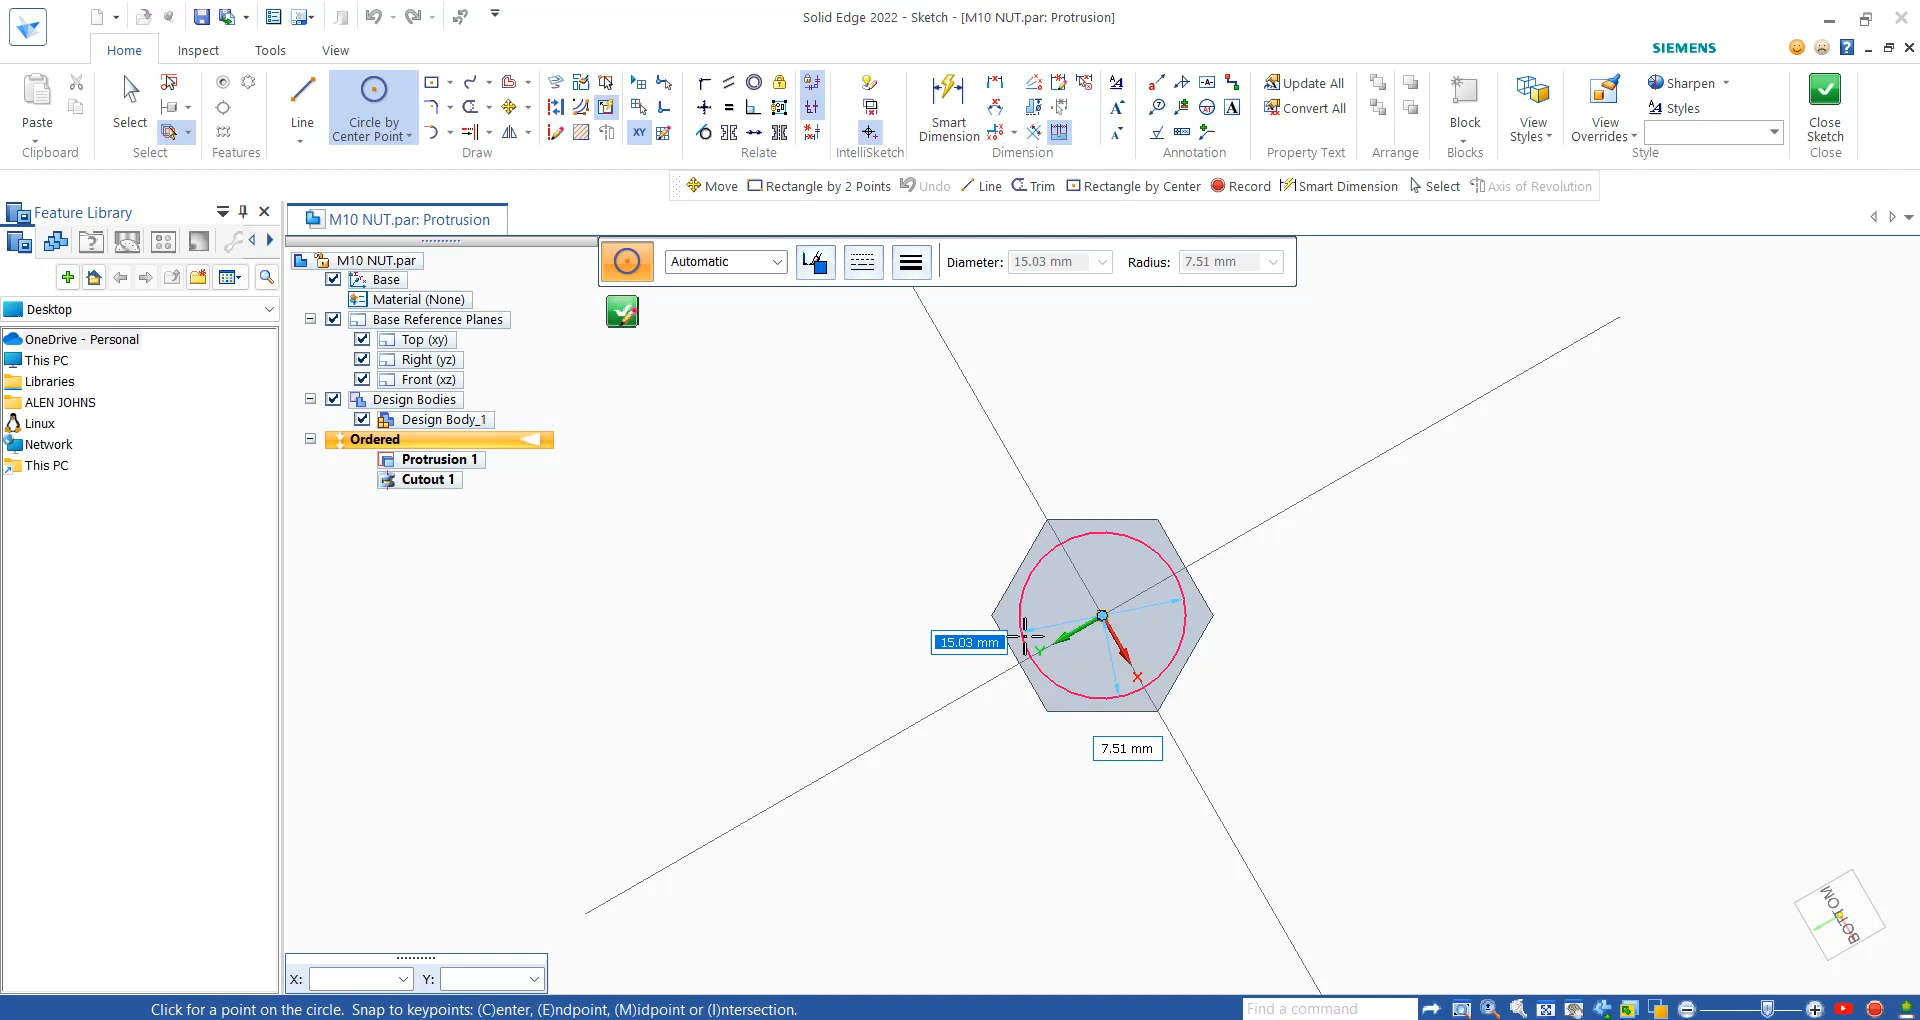 Solid Edge 2022 - Sketch - [M10 NUT.par: Protrusion]
Home
Inspect
Tools
View
SIEMENS
Paste
Clipboard
Select
Select
Features
Line
Circle by
Center Point
Draw
XY
Relate
IntelliSketch
Smart
Dimension
Dimension
Annotation
Update All
Convert All
Property Text
Arrange
Block
Blocks
View
Styles
View
Overrides
Sharpen
Styles
Style
Close
Sketch
Close
Move
Rectangle by 2 Points
Undo
Line
Trim
Rectangle by Center
Record
Smart Dimension
Select
Axis of Revolution
Feature Library
M10 NUT.par: Protrusion
Automatic
Diameter:
15.03 mm
Radius:
7.51 mm
M10 NUT.par
Base
Material (None)
Base Reference Planes
Top (xy)
Right (yz)
Front (xz)
Design Bodies
Design Body_1
Ordered
Protrusion 1
Cutout 1
Desktop
OneDrive - Personal
This PC
Libraries
ALEN JOHNS
Linux
Network
This PC
15.03 mm
Y
X
7.51 mm
BOTTOM
X:
Y:
Click for a point on the circle. Snap to keypoints: (C)enter, (E)ndpoint, (M)idpoint or (I)ntersection.
Find a command